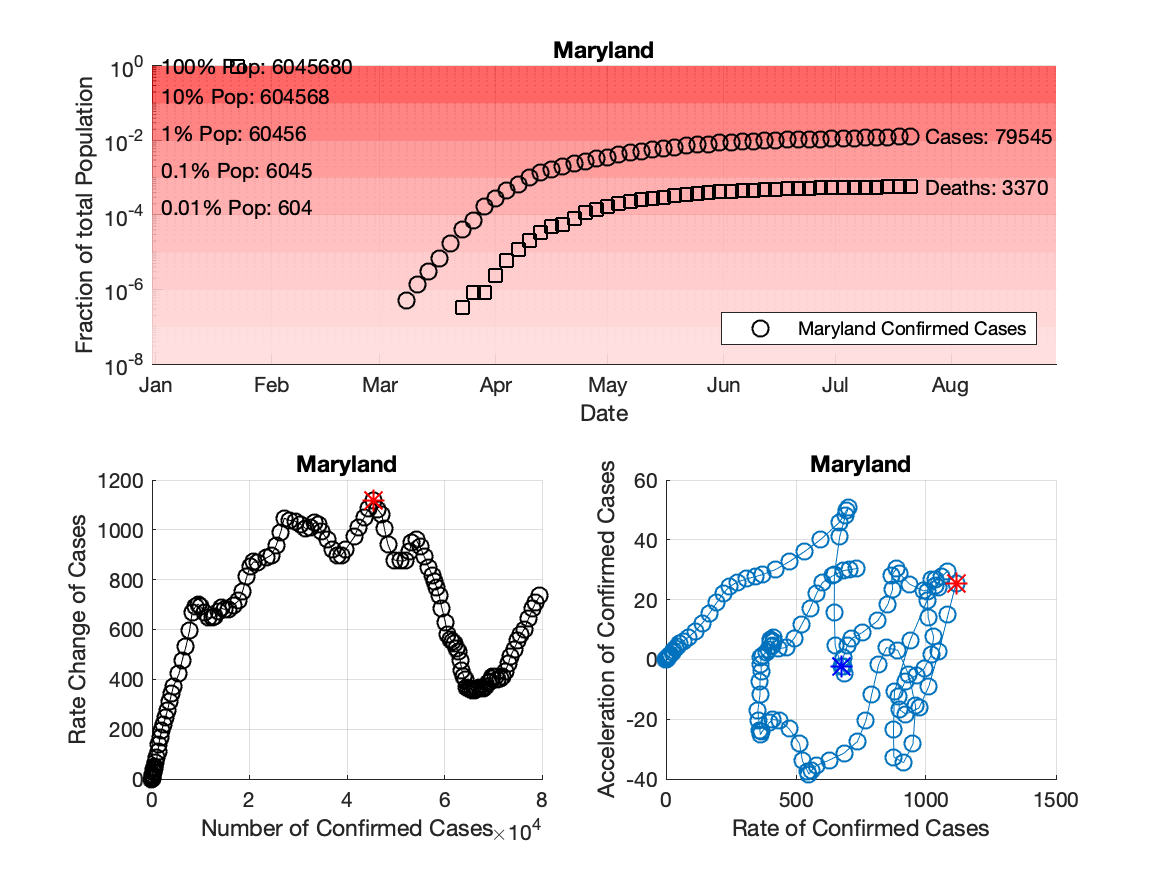 Maryland
Fraction of total Population
10^0
10^-2
10^-4
10^-6
10^-8
100% Pop: 6045680
10% Pop: 604568
1% Pop: 60456
0.1% Pop: 6045
0.01% Pop: 604
Cases: 79545
Deaths: 3370
Maryland Confirmed Cases
Jan Feb Mar Apr May Jun Jul Aug
Date
Maryland
Rate Change of Cases
1200
1000
800
600
400
200
0
0 2 4 6 8
Number of Confirmed Cases ×10^4
Maryland
Acceleration of Confirmed Cases
60
40
20
0
-20
-40
0 500 1000 1500
Rate of Confirmed Cases